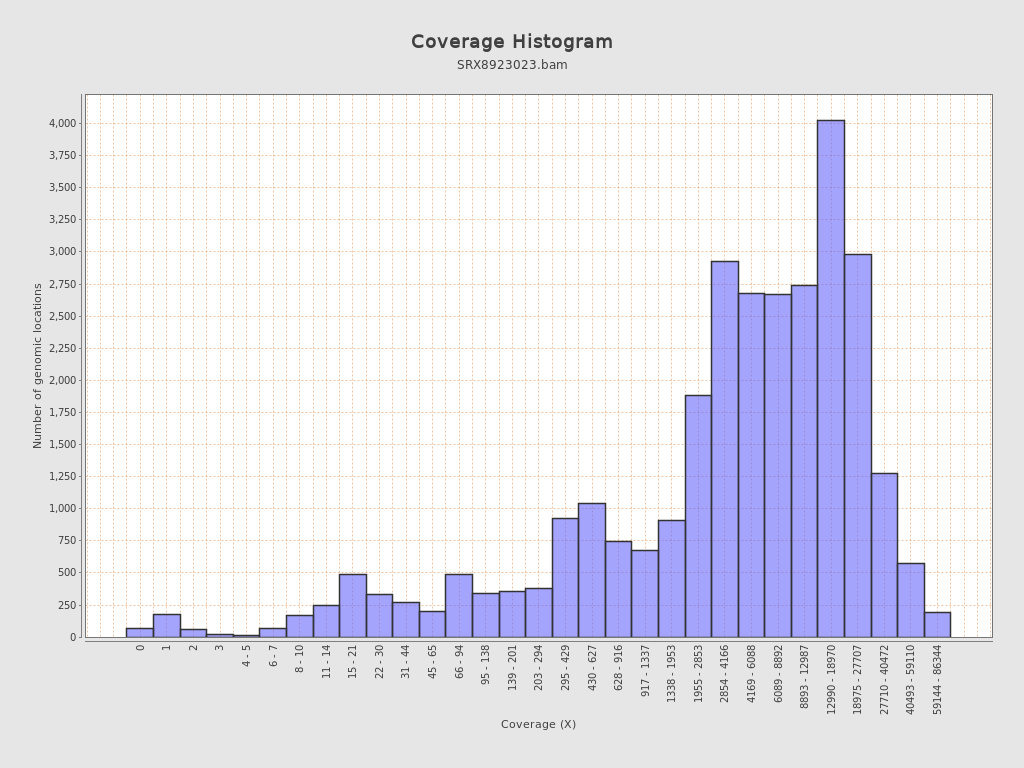 Coverage Histogram
SRX8923023.bam
Number of genomic locations
4,000
3,750
3,500
3,250
3,000
2,750
2,500
2,250
2,000
1,750
1,500
1,250
1,000
750
500
250
0
0
1
2
3
4 - 5
6 - 7
8 - 10
11 - 14
15 - 21
22 - 30
31 - 44
45 - 65
66 - 94
95 - 138
139 - 201
203 - 294
295 - 429
430 - 627
628 - 916
917 - 1337
1338 - 1953
1955 - 2853
2854 - 4166
4169 - 6088
6089 - 8892
8893 - 12987
12990 - 18970
18975 - 27707
27710 - 40472
40493 - 59110
59144 - 86344
Coverage (X)